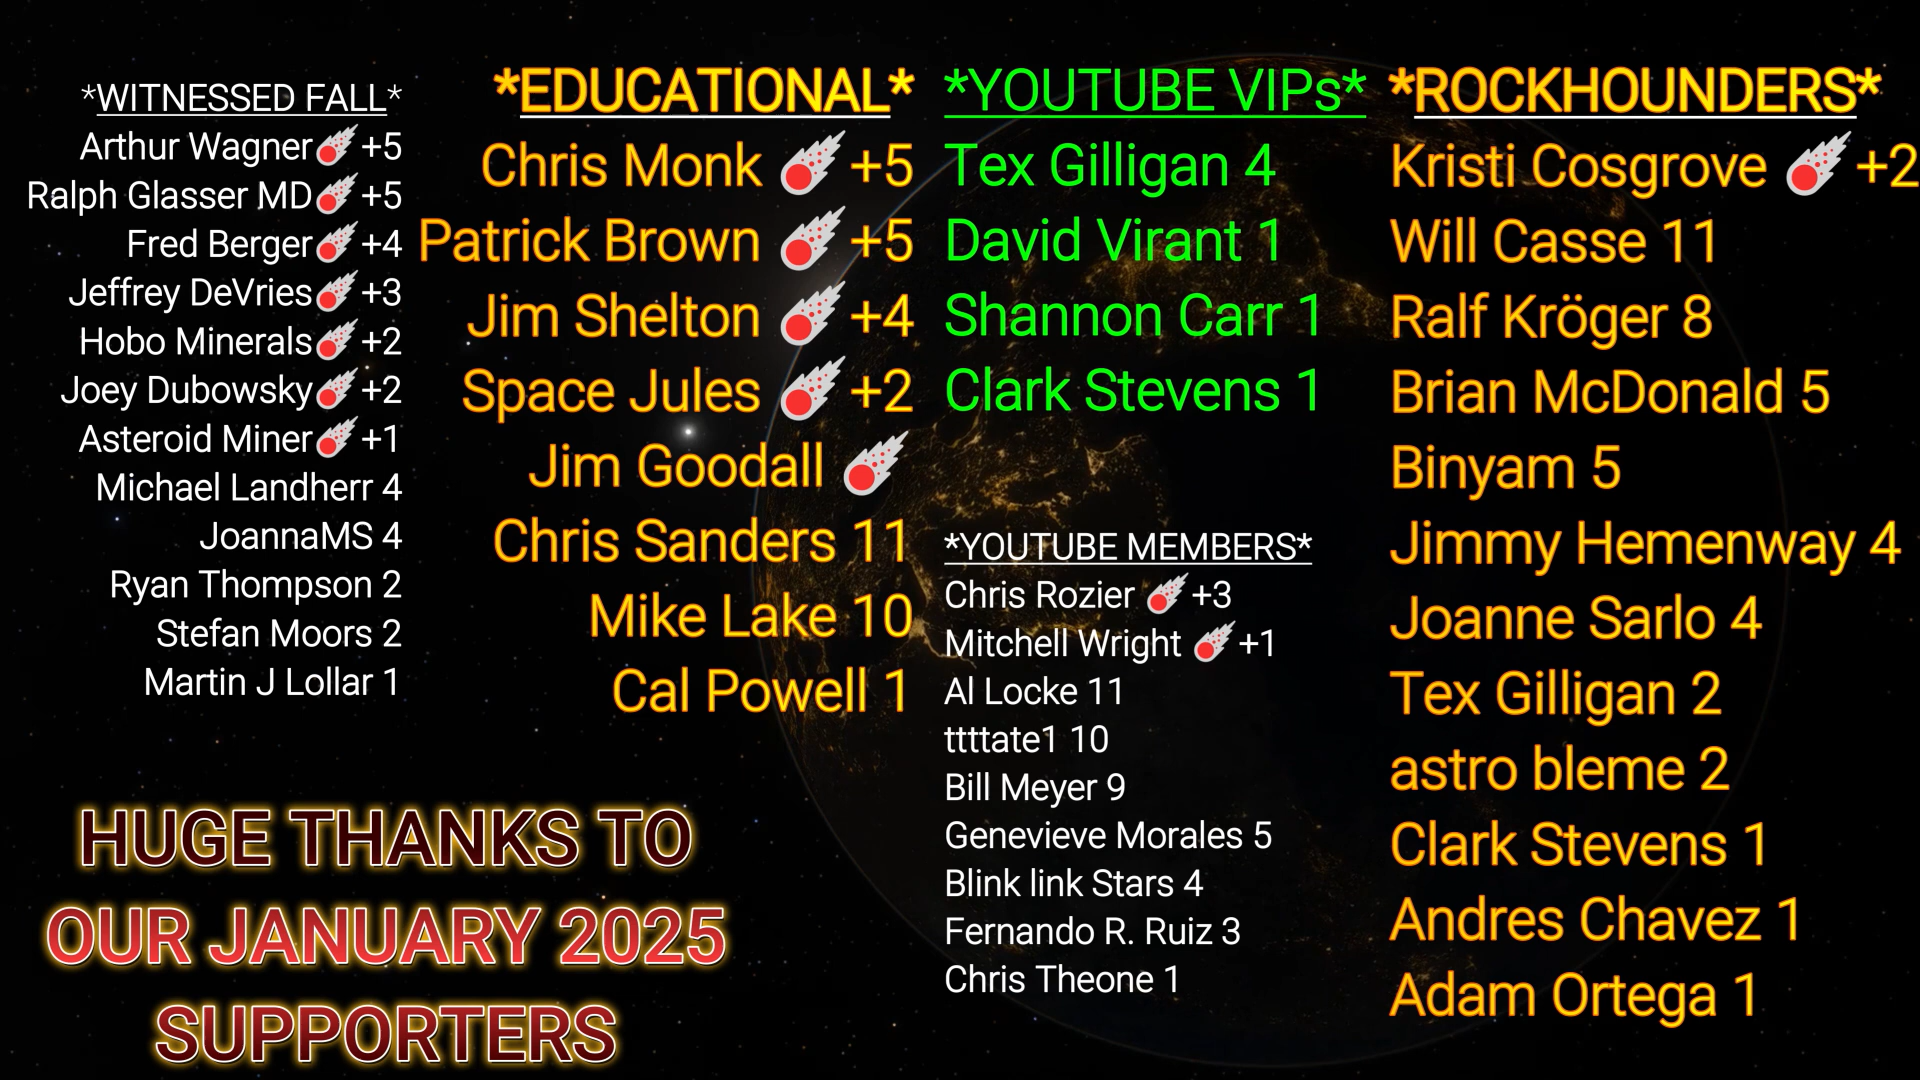 *WITNESSED FALL*
Arthur Wagner☄️ +5
Ralph Glasser MD☄️ +5
Fred Berger☄️ +4
Jeffrey DeVries☄️ +3
Hobo Minerals☄️ +2
Joey Dubowsky☄️ +2
Asteroid Miner☄️ +1
Michael Landherr 4
JoannaMS 4
Ryan Thompson 2
Stefan Moors 2
Martin J Lollar 1
*EDUCATIONAL*
Chris Monk ☄️ +5
Patrick Brown ☄️ +5
Jim Shelton ☄️ +4
Space Jules ☄️ +2
Jim Goodall ☄️
Chris Sanders 11
Mike Lake 10
Cal Powell 1
*YOUTUBE VIPs*
Tex Gilligan 4
David Virant 1
Shannon Carr 1
Clark Stevens 1
*YOUTUBE MEMBERS*
Chris Rozier ☄️ +3
Mitchell Wright ☄️ +1
Al Locke 11
ttttate1 10
Bill Meyer 9
Genevieve Morales 5
Blink link Stars 4
Fernando R. Ruiz 3
Chris Theone 1
*ROCKHOUNDERS*
Kristi Cosgrove ☄️ +2
Will Casse 11
Ralf Kröger 8
Brian McDonald 5
Binyam 5
Jimmy Hemenway 4
Joanne Sarlo 4
Tex Gilligan 2
astro bleme 2
Clark Stevens 1
Andres Chavez 1
Adam Ortega 1
HUGE THANKS TO
OUR JANUARY 2025
SUPPORTERS